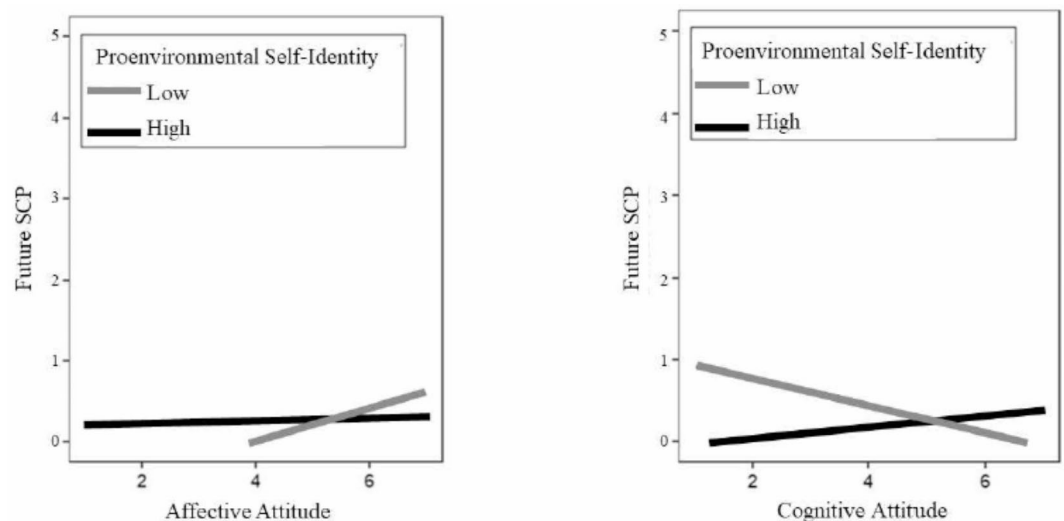 Proenvironmental Self-Identity
Low
High
5
4
3
2
1
0
Future SCP
2 4 6
Affective Attitude
Proenvironmental Self-Identity
Low
High
5
4
3
2
1
0
Future SCP
2 4 6
Cognitive Attitude